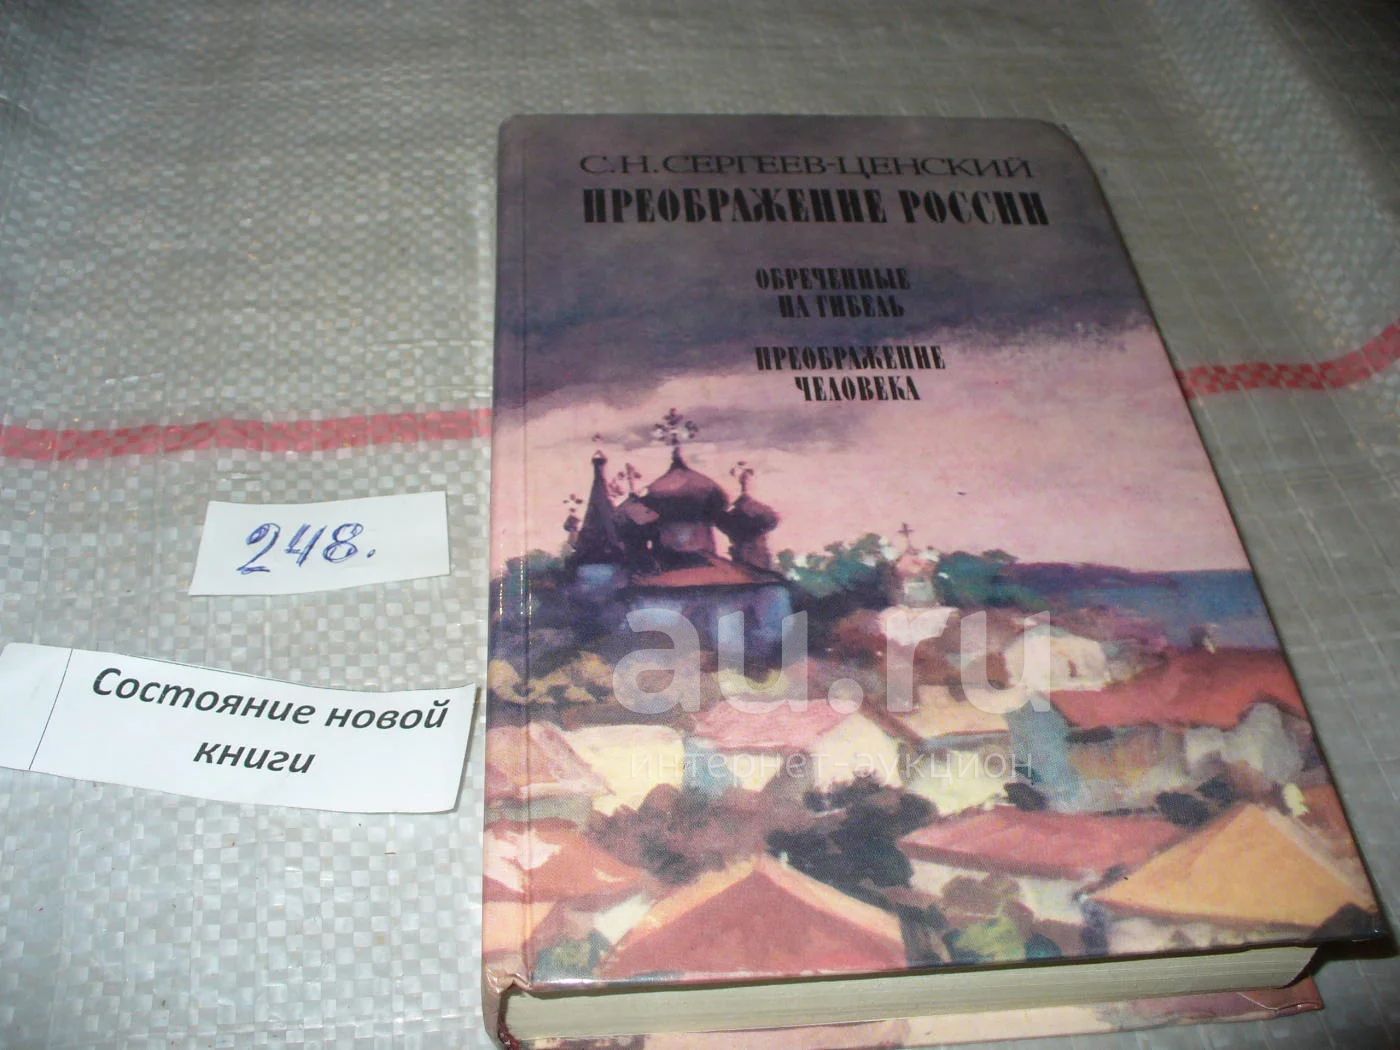 С.Н.СЕРГЕЕВ-ЦЕНСКИЙ
ПРЕОБРАЖЕНИЕ РОССИИ
ОБРЕЧЕННЫЕ
НА ГИБЕЛЬ
ПРЕОБРАЖЕНИЕ
ЧЕЛОВЕКА
248.
Состояние новой
книги
au.ru
интернет-аукцион